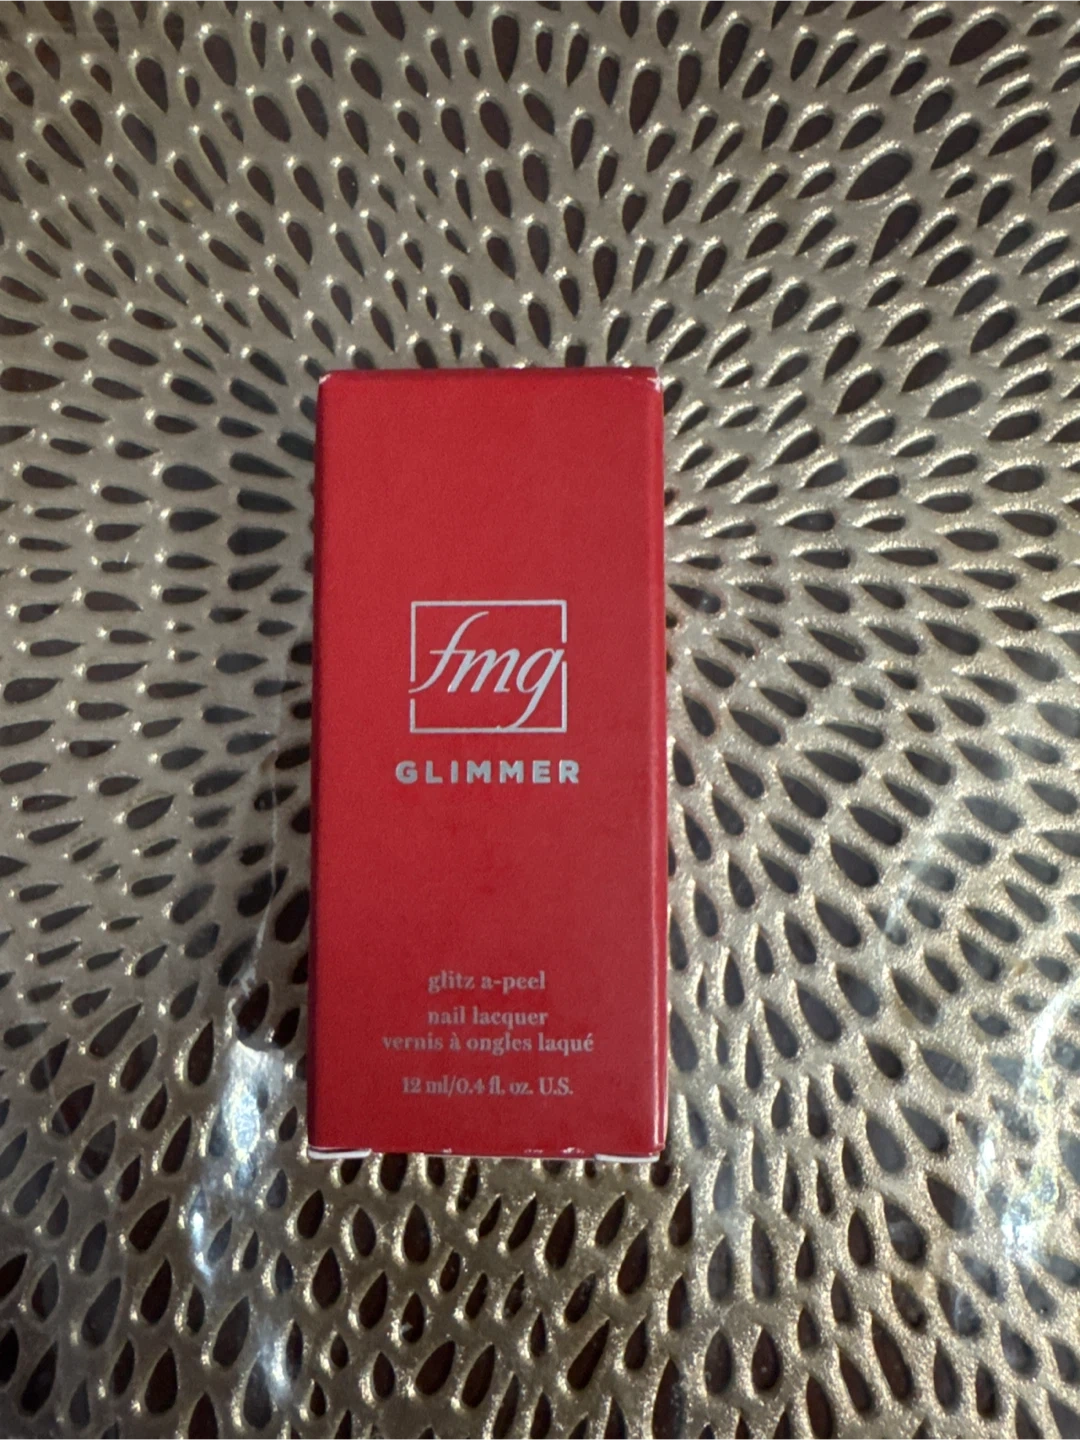 fmg
GLIMMER
glitz a-peel
nail lacquer
vernis à ongles laqué
12 ml/0.4 fl. oz. U.S.